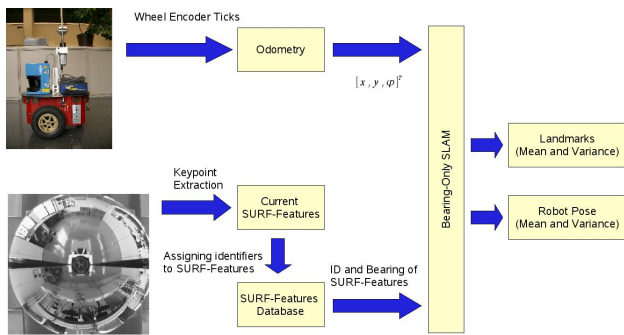 Wheel Encoder Ticks
Odometry
[x , y , φ]ᵀ
Keypoint
Extraction
Current
SURF-Features
Assigning identifiers
to SURF-Features
SURF-Features
Database
ID and Bearing of
SURF-Features
Bearing-Only SLAM
Landmarks
(Mean and Variance)
Robot Pose
(Mean and Variance)